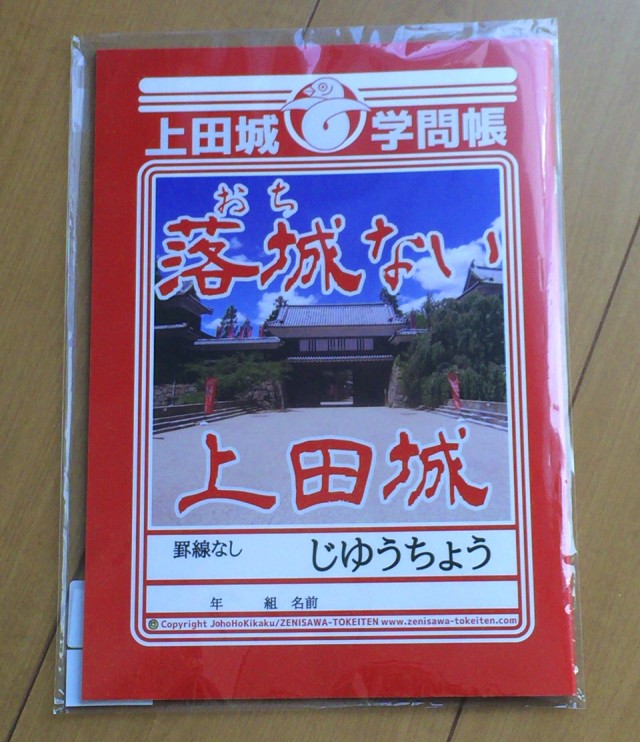 上田城 学問帳
おち
落城ない
上田城
罫線なし じゆうちょう
年 組 名前
© Copyright JohoHoKikaku/ZENISAWA-TOKEITEN www.zenisawa-tokeiten.com